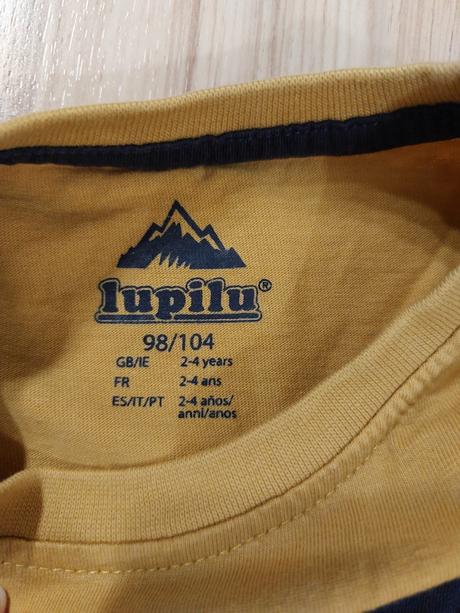 lupilu®
98/104
GB/IE 2-4 years
FR 2-4 ans
ES/IT/PT 2-4 años/
anni/anos